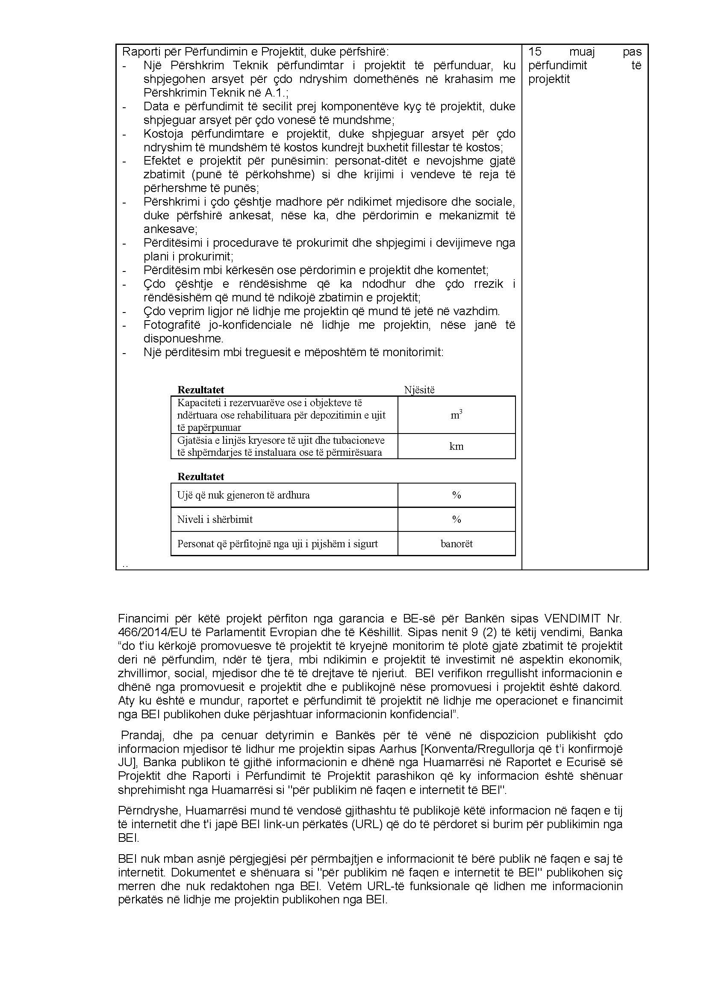 Raporti për Përfundimin e Projektit, duke përfshirë:
- Një Përshkrim Teknik përfundimtar i projektit të përfunduar, ku
shpjegohen arsyet për çdo ndryshim domethënës në krahasim me
Përshkrimin Teknik në A.1.;
- Data e përfundimit të secilit prej komponentëve kyç të projektit, duke
shpjeguar arsyet për çdo vonesë të mundshme;
- Kostoja përfundimtare e projektit, duke shpjeguar arsyet për çdo
ndryshim të mundshëm të kostos kundrejt buxhetit fillestar të kostos;
- Efektet e projektit për punësimin: personat-ditët e nevojshme gjatë
zbatimit (punë të përkohshme) si dhe krijimi i vendeve të reja të
përhershme të punës;
- Përshkrimi i çdo çështje madhore për ndikimet mjedisore dhe sociale,
duke përfshirë ankesat, nëse ka, dhe përdorimin e mekanizmit të
ankesave;
- Përditësimi i procedurave të prokurimit dhe shpjegimi i devijimeve nga
plani i prokurimit;
- Përditësim mbi kërkesën ose përdorimin e projektit dhe komentet;
- Çdo çështje e rëndësishme që ka ndodhur dhe çdo rrezik i
rëndësishëm që mund të ndikojë zbatimin e projektit;
- Çdo veprim ligjor në lidhje me projektin që mund të jetë në vazhdim.
- Fotografitë jo-konfidenciale në lidhje me projektin, nëse janë të
disponueshme.
- Një përditësim mbi treguesit e mëposhtëm të monitorimit:
Rezultatet Njësitë
Kapaciteti i rezervuarëve ose i objekteve të
ndërtuara ose rehabilituara për depozitimin e ujit
të papërpunuar
m³
Gjatësia e linjës kryesore të ujit dhe tubacioneve
të shpërndarjes të instaluara ose të përmirësuara
km
Rezultatet
Ujë që nuk gjeneron të ardhura %
Niveli i shërbimit %
Personat që përfitojnë nga uji i pijshëm i sigurt banorët
..
15 muaj pas
përfundimit të
projektit
Financimi për këtë projekt përfiton nga garancia e BE-së për Bankën sipas VENDIMIT Nr.
466/2014/EU të Parlamentit Evropian dhe të Këshillit. Sipas nenit 9 (2) të këtij vendimi, Banka
“do t'iu kërkojë promovuesve të projektit të kryejnë monitorim të plotë gjatë zbatimit të projektit
deri në përfundim, ndër të tjera, mbi ndikimin e projektit të investimit në aspektin ekonomik,
zhvillimor, social, mjedisor dhe të të drejtave të njeriut. BEI verifikon rregullisht informacionin e
dhënë nga promovuesit e projektit dhe e publikojnë nëse promovuesi i projektit është dakord.
Aty ku është e mundur, raportet e përfundimit të projektit në lidhje me operacionet e financimit
nga BEI publikohen duke përjashtuar informacionin konfidencial”.
Prandaj, dhe pa cenuar detyrimin e Bankës për të vënë në dispozicion publikisht çdo
informacion mjedisor të lidhur me projektin sipas Aarhus [Konventa/Rregullorja që t’i konfirmojë
JU], Banka publikon të gjithë informacionin e dhënë nga Huamarrësi në Raportet e Ecurisë së
Projektit dhe Raporti i Përfundimit të Projektit parashikon që ky informacion është shënuar
shprehimisht nga Huamarrësi si "për publikim në faqen e internetit të BEI".
Përndryshe, Huamarrësi mund të vendosë gjithashtu të publikojë këtë informacion në faqen e tij
të internetit dhe t'i japë BEI link-un përkatës (URL) që do të përdoret si burim për publikimin nga
BEI.
BEI nuk mban asnjë përgjegjësi për përmbajtjen e informacionit të bërë publik në faqen e saj të
internetit. Dokumentet e shënuara si "për publikim në faqen e internetit të BEI" publikohen siç
merren dhe nuk redaktohen nga BEI. Vetëm URL-të funksionale që lidhen me informacionin
përkatës në lidhje me projektin publikohen nga BEI.